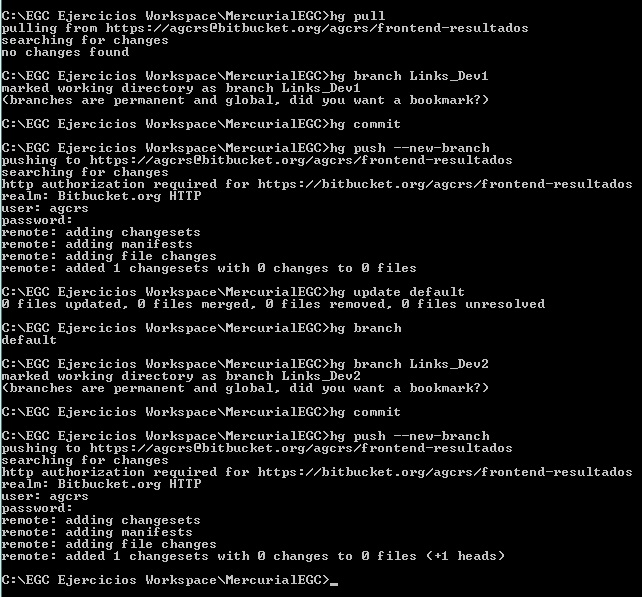 C:\EGC Ejercicios Workspace\MercurialEGC>hg pull
pulling from https://agcrs@bitbucket.org/agcrs/frontend-resultados
searching for changes
no changes found
C:\EGC Ejercicios Workspace\MercurialEGC>hg branch Links_Dev1
marked working directory as branch Links_Dev1
(branches are permanent and global, did you want a bookmark?)
C:\EGC Ejercicios Workspace\MercurialEGC>hg commit
C:\EGC Ejercicios Workspace\MercurialEGC>hg push --new-branch
pushing to https://agcrs@bitbucket.org/agcrs/frontend-resultados
searching for changes
http authorization required for https://bitbucket.org/agcrs/frontend-resultados
realm: Bitbucket.org HTTP
user: agcrs
password:
remote: adding changesets
remote: adding manifests
remote: adding file changes
remote: added 1 changesets with 0 changes to 0 files
C:\EGC Ejercicios Workspace\MercurialEGC>hg update default
0 files updated, 0 files merged, 0 files removed, 0 files unresolved
C:\EGC Ejercicios Workspace\MercurialEGC>hg branch
default
C:\EGC Ejercicios Workspace\MercurialEGC>hg branch Links_Dev2
marked working directory as branch Links_Dev2
(branches are permanent and global, did you want a bookmark?)
C:\EGC Ejercicios Workspace\MercurialEGC>hg commit
C:\EGC Ejercicios Workspace\MercurialEGC>hg push --new-branch
pushing to https://agcrs@bitbucket.org/agcrs/frontend-resultados
searching for changes
http authorization required for https://bitbucket.org/agcrs/frontend-resultados
realm: Bitbucket.org HTTP
user: agcrs
password:
remote: adding changesets
remote: adding manifests
remote: adding file changes
remote: added 1 changesets with 0 changes to 0 files (+1 heads)
C:\EGC Ejercicios Workspace\MercurialEGC>_